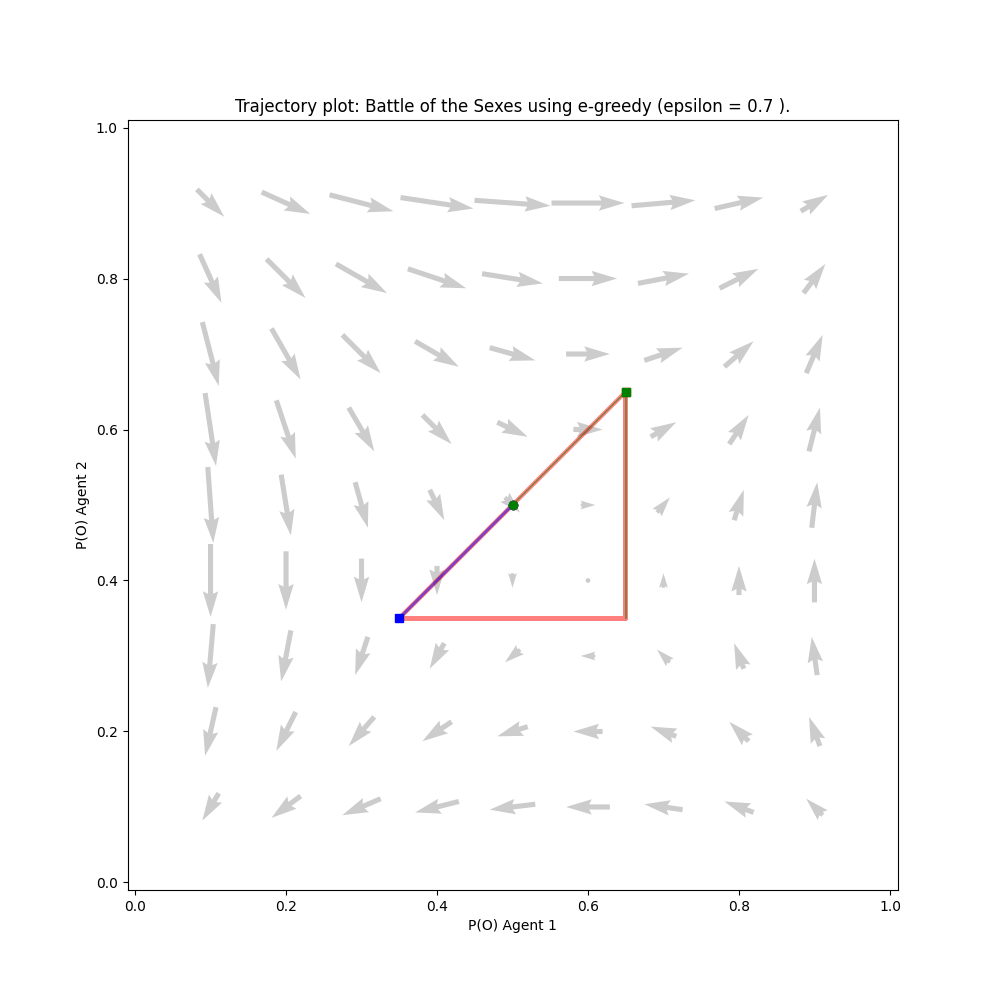 Trajectory plot: Battle of the Sexes using e-greedy (epsilon = 0.7 ).
1.0
0.8
0.6
0.4
0.2
0.0
P(O) Agent 2
0.0 0.2 0.4 0.6 0.8 1.0
P(O) Agent 1